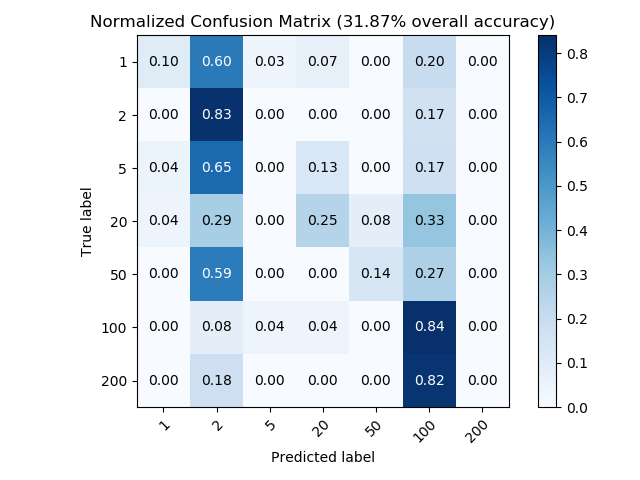 Normalized Confusion Matrix (31.87% overall accuracy)
1 0.10 0.60 0.03 0.07 0.00 0.20 0.00
2 0.00 0.83 0.00 0.00 0.00 0.17 0.00
5 0.04 0.65 0.00 0.13 0.00 0.17 0.00
20 0.04 0.29 0.00 0.25 0.08 0.33 0.00
50 0.00 0.59 0.00 0.00 0.14 0.27 0.00
100 0.00 0.08 0.04 0.04 0.00 0.84 0.00
200 0.00 0.18 0.00 0.00 0.00 0.82 0.00
1 2 5 20 50 100 200
True label
Predicted label
0.8
0.7
0.6
0.5
0.4
0.3
0.2
0.1
0.0